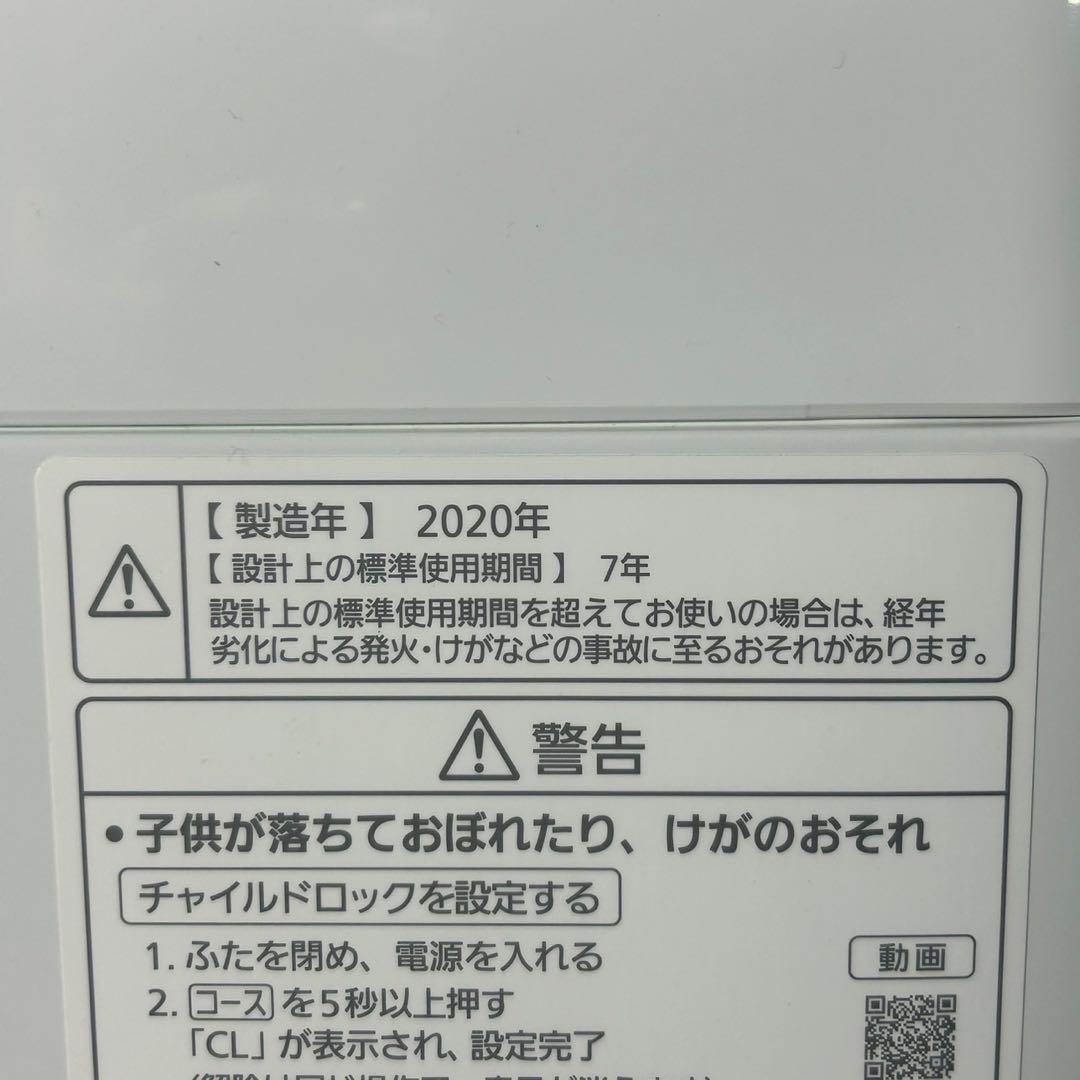 【 製造年 】 2020年
【 設計上の標準使用期間 】 7年
設計上の標準使用期間を超えてお使いの場合は、経年
劣化による発火・けがなどの事故に至るおそれがあります。
警告
• 子供が落ちておぼれたり、けがのおそれ
チャイルドロックを設定する
1. ふたを閉め、電源を入れる
動画
2. コースを5秒以上押す
「CL」が表示され、設定完了